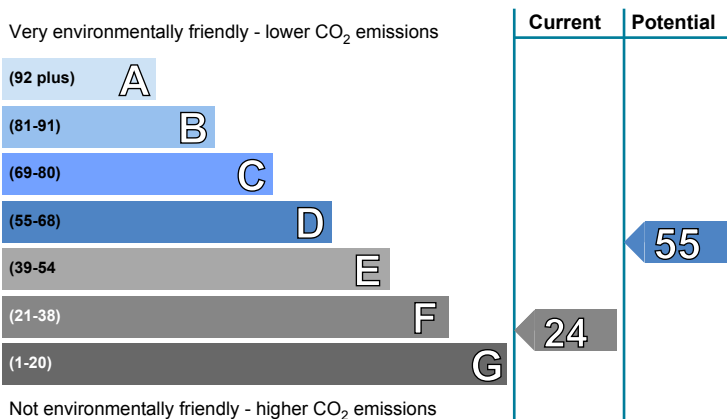 Current Potential
Very environmentally friendly - lower CO2 emissions
(92 plus) A
(81-91) B
(69-80) C
(55-68) D
55
(39-54 E
(21-38) F
24
(1-20) G
Not environmentally friendly - higher CO2 emissions